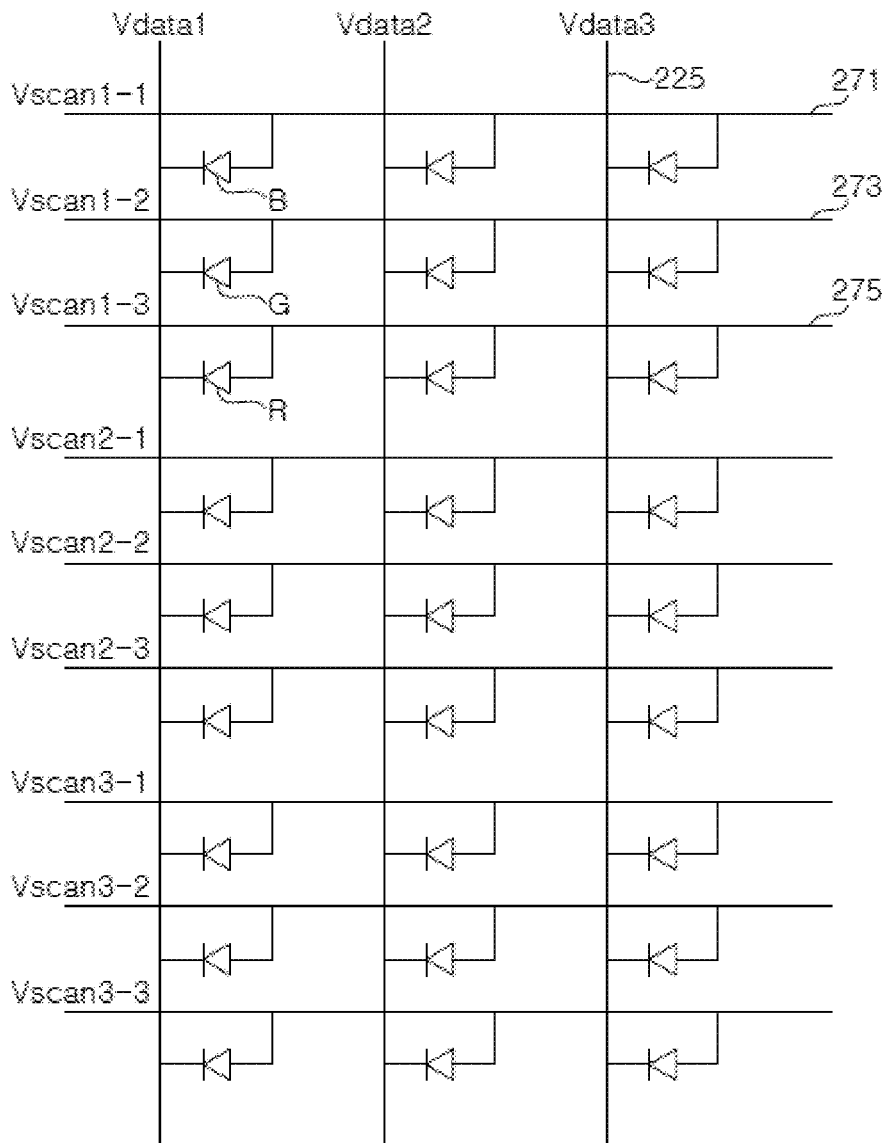 Vdata1 Vdata2 Vdata3
225
271
Vscan1-1
B
Vscan1-2
273
G
Vscan1-3
275
R
Vscan2-1
Vscan2-2
Vscan2-3
Vscan3-1
Vscan3-2
Vscan3-3